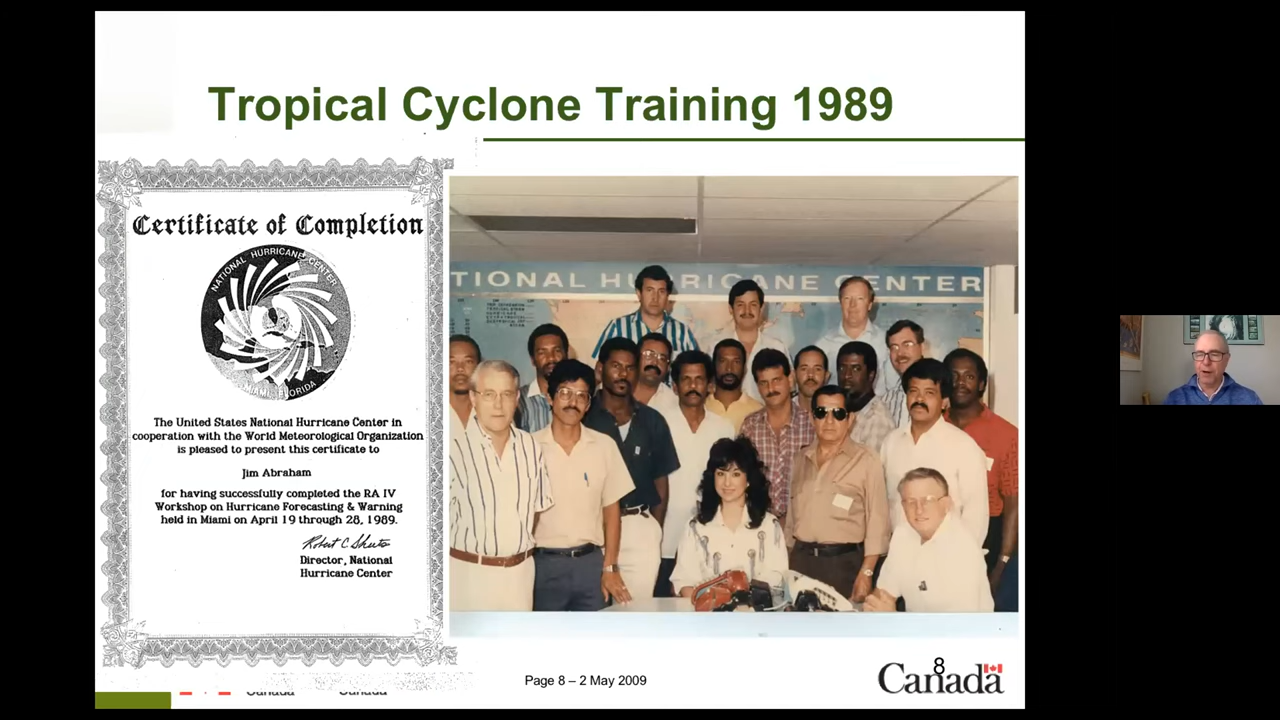 Tropical Cyclone Training 1989
Certificate of Completion
NATIONAL HURRICANE CENTER
MIAMI, FLORIDA
The United States National Hurricane Center in
cooperation with the World Meteorological Organization
is pleased to present this certificate to
Jim Abraham
for having successfully completed the RA IV
Workshop on Hurricane Forecasting & Warning
held in Miami on April 19 through 28, 1989.
Director, National
Hurricane Center
TIONAL HURRICANE CENTER
Page 8 – 2 May 2009
8
Canada